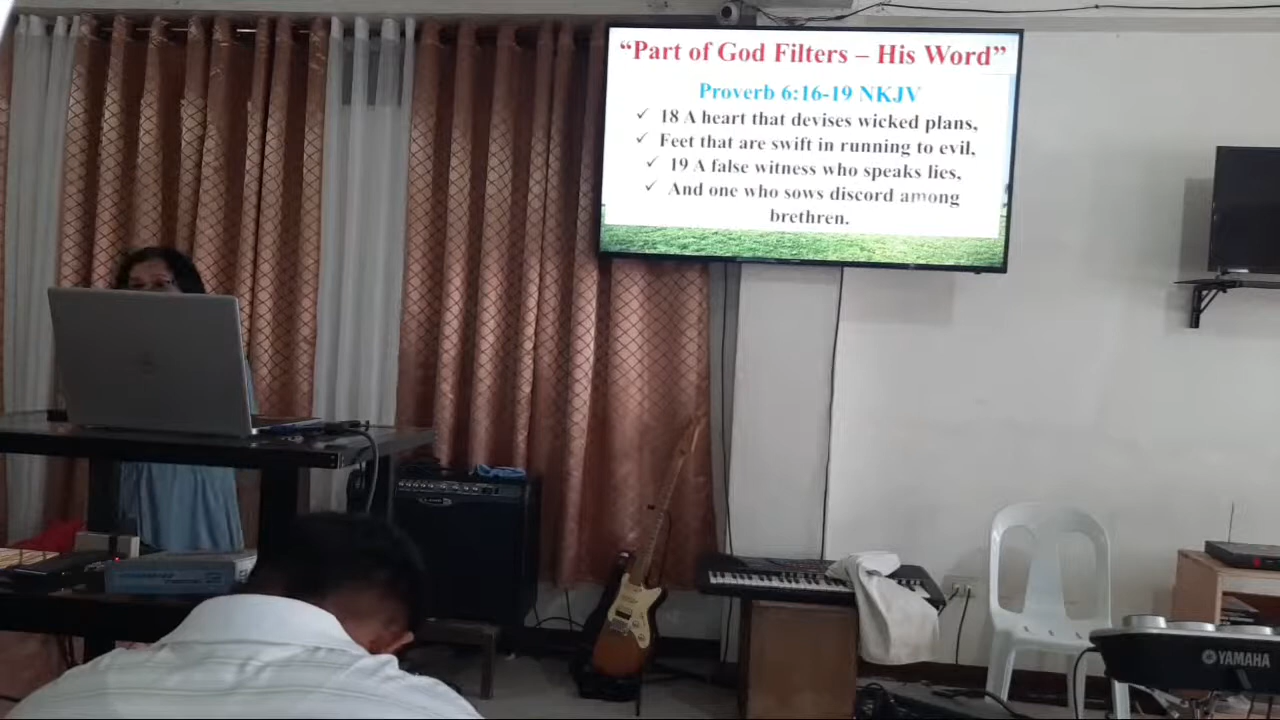 “Part of God Filters – His Word”
Proverb 6:16-19 NKJV
✓ 18 A heart that devises wicked plans,
✓ Feet that are swift in running to evil,
✓ 19 A false witness who speaks lies,
✓ And one who sows discord among
brethren.
YAMAHA